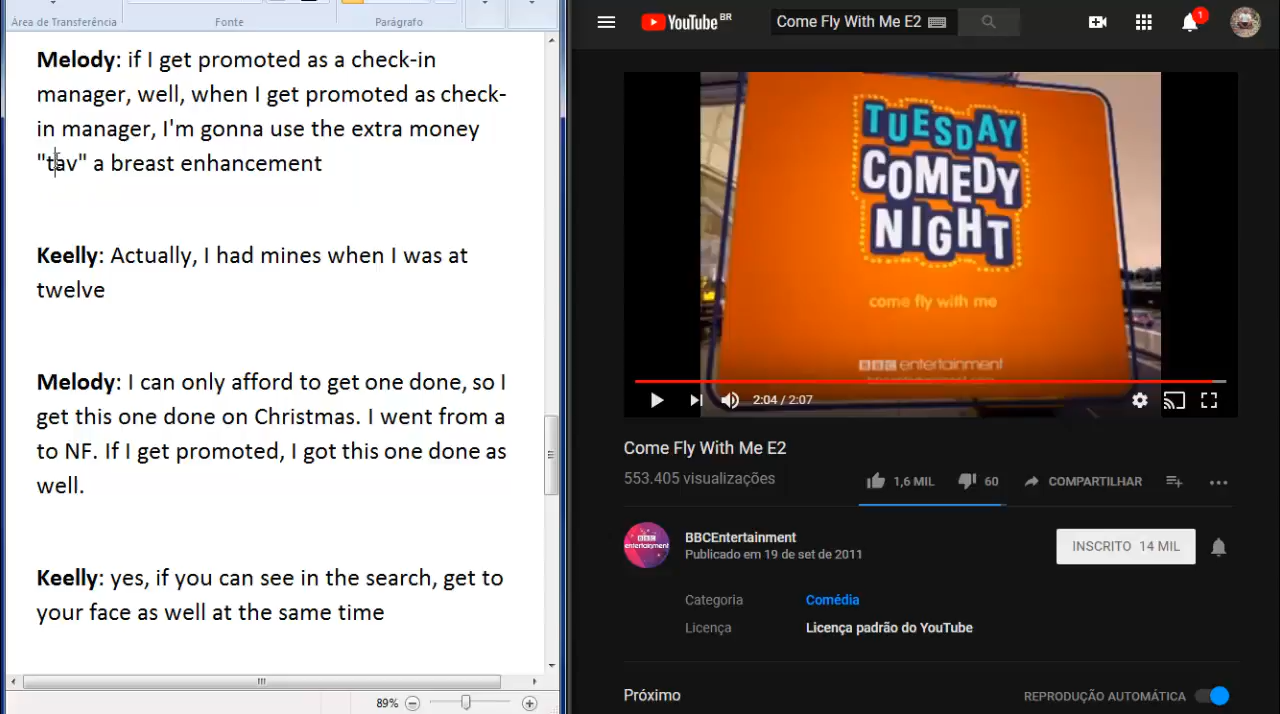 Área de Transferência
Fonte
Parágrafo
Melody: if I get promoted as a check-in
manager, well, when I get promoted as check-
in manager, I'm gonna use the extra money
"tav" a breast enhancement
Keelly: Actually, I had mines when I was at
twelve
Melody: I can only afford to get one done, so I
get this one done on Christmas. I went from a
to NF. If I get promoted, I got this one done as
well.
Keelly: yes, if you can see in the search, get to
your face as well at the same time
89%
YouTube BR
Come Fly With Me E2
1
TUESDAY
COMEDY
NIGHT
come fly with me
BBC entertainment
2:04 / 2:07
Come Fly With Me E2
553.405 visualizações
1,6 MIL
60
COMPARTILHAR
BBC
entertainment
BBCEntertainment
Publicado em 19 de set de 2011
INSCRITO 14 MIL
Categoria
Comédia
Licença
Licença padrão do YouTube
Próximo
REPRODUÇÃO AUTOMÁTICA